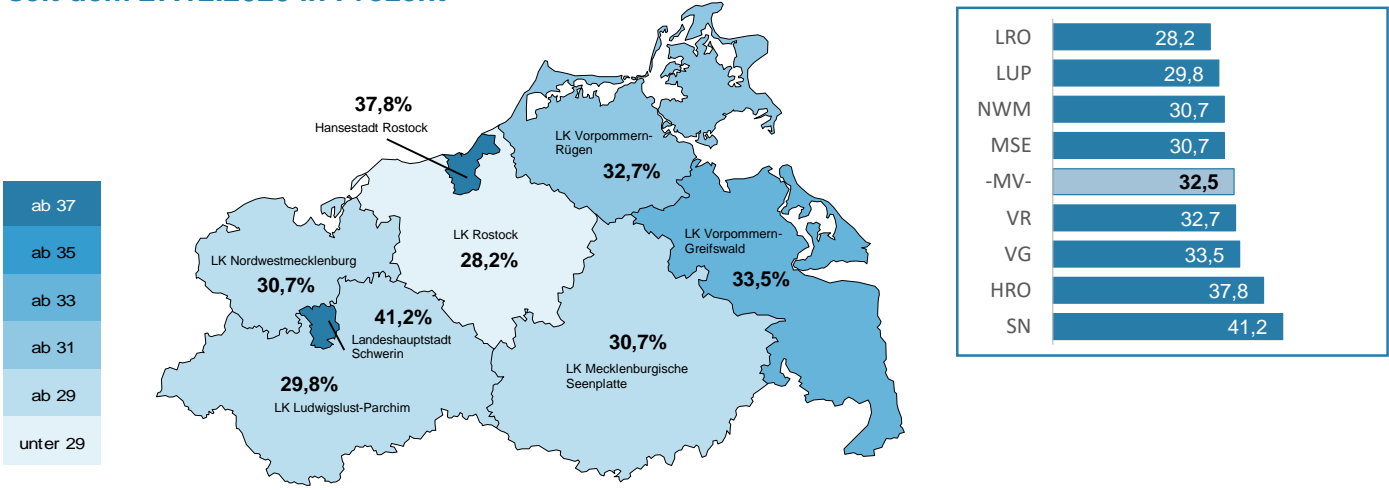 37,8%
Hansestadt Rostock
LK Vorpommern-
Rügen
32,7%
ab 37
ab 35
ab 33
ab 31
ab 29
unter 29
LK Rostock
28,2%
LK Vorpommern-
Greifswald
33,5%
LK Nordwestmecklenburg
30,7%
41,2%
Landeshauptstadt
Schwerin
30,7%
LK Mecklenburgische
Seenplatte
29,8%
LK Ludwigslust-Parchim
LRO 28,2
LUP 29,8
NWM 30,7
MSE 30,7
-MV- 32,5
VR 32,7
VG 33,5
HRO 37,8
SN 41,2